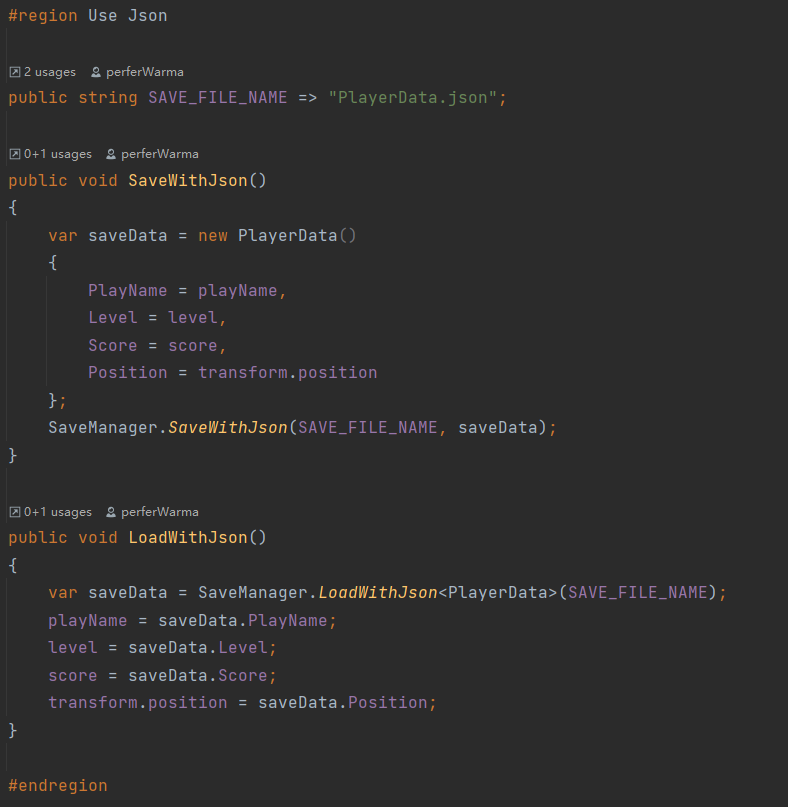 #region Use Json
2 usages perferWarma
public string SAVE_FILE_NAME => "PlayerData.json";
0+1 usages perferWarma
public void SaveWithJson()
{
    var saveData = new PlayerData()
    {
        PlayName = playName,
        Level = level,
        Score = score,
        Position = transform.position
    };
    SaveManager.SaveWithJson(SAVE_FILE_NAME, saveData);
}
0+1 usages perferWarma
public void LoadWithJson()
{
    var saveData = SaveManager.LoadWithJson<PlayerData>(SAVE_FILE_NAME);
    playName = saveData.PlayName;
    level = saveData.Level;
    score = saveData.Score;
    transform.position = saveData.Position;
}
#endregion